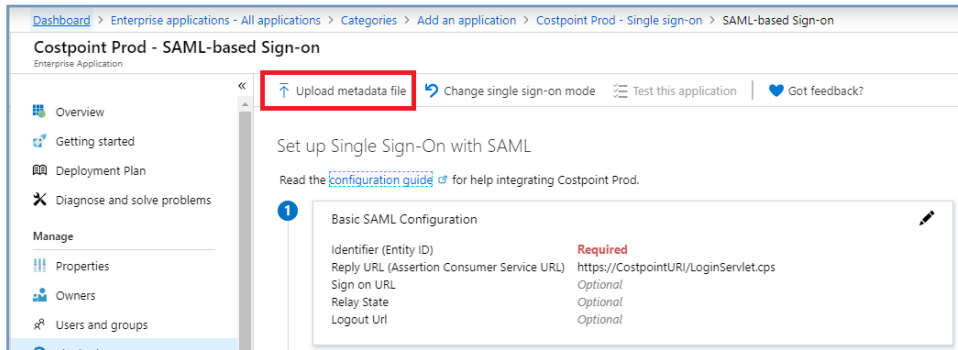 Dashboard > Enterprise applications - All applications > Categories > Add an application > Costpoint Prod - Single sign-on > SAML-based Sign-on
Costpoint Prod - SAML-based Sign-on
Enterprise Application
«
Upload metadata file Change single sign-on mode Test this application Got feedback?
Overview
Getting started
Deployment Plan
Diagnose and solve problems
Manage
Properties
Owners
Users and groups
Set up Single Sign-On with SAML
Read the configuration guide for help integrating Costpoint Prod.
1
Basic SAML Configuration
Identifier (Entity ID) Required
Reply URL (Assertion Consumer Service URL) https://CostpointURI/LoginServlet.cps
Sign on URL Optional
Relay State Optional
Logout Url Optional